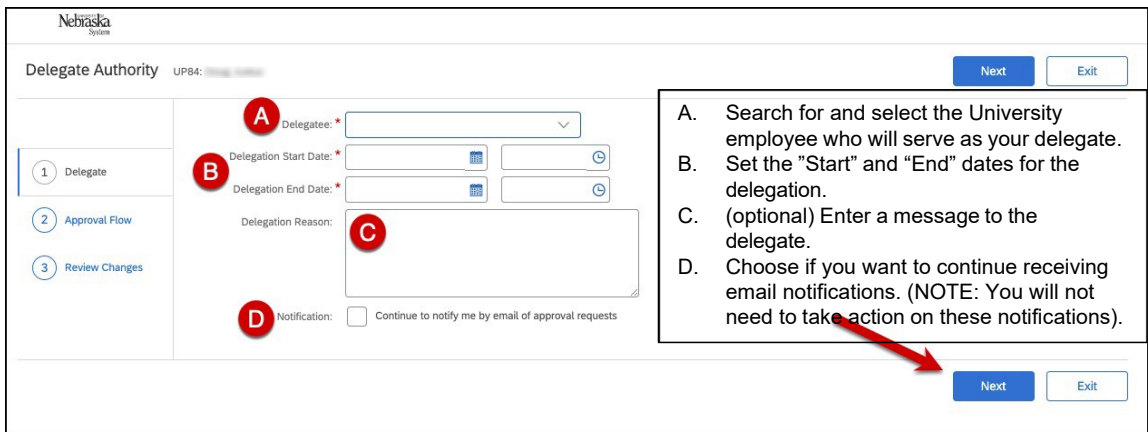 UNIVERSITY OF
Nebraska
System
Delegate Authority UP84:
Next
Exit
1 Delegate
2 Approval Flow
3 Review Changes
A
Delegatee: *
B
Delegation Start Date: *
Delegation End Date: *
Delegation Reason:
C
D
Notification:
Continue to notify me by email of approval requests
A. Search for and select the University
employee who will serve as your delegate.
B. Set the ”Start” and “End” dates for the
delegation.
C. (optional) Enter a message to the
delegate.
D. Choose if you want to continue receiving
email notifications. (NOTE: You will not
need to take action on these notifications).
Next
Exit